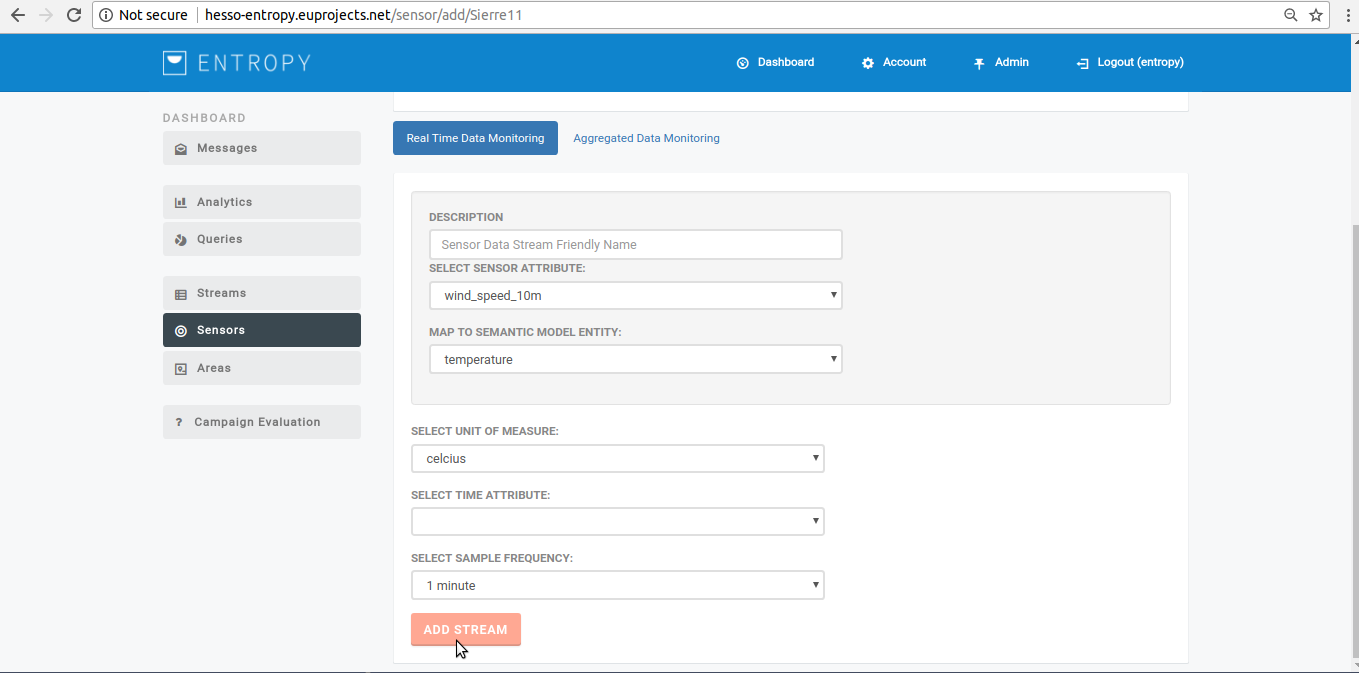 Not secure hesso-entropy.euprojects.net/sensor/add/Sierre11
ENTROPY Dashboard Account Admin Logout (entropy)
DASHBOARD
Messages
Analytics
Queries
Streams
Sensors
Areas
? Campaign Evaluation
Real Time Data Monitoring Aggregated Data Monitoring
DESCRIPTION
Sensor Data Stream Friendly Name
SELECT SENSOR ATTRIBUTE:
wind_speed_10m
MAP TO SEMANTIC MODEL ENTITY:
temperature
SELECT UNIT OF MEASURE:
celcius
SELECT TIME ATTRIBUTE:
SELECT SAMPLE FREQUENCY:
1 minute
ADD STREAM